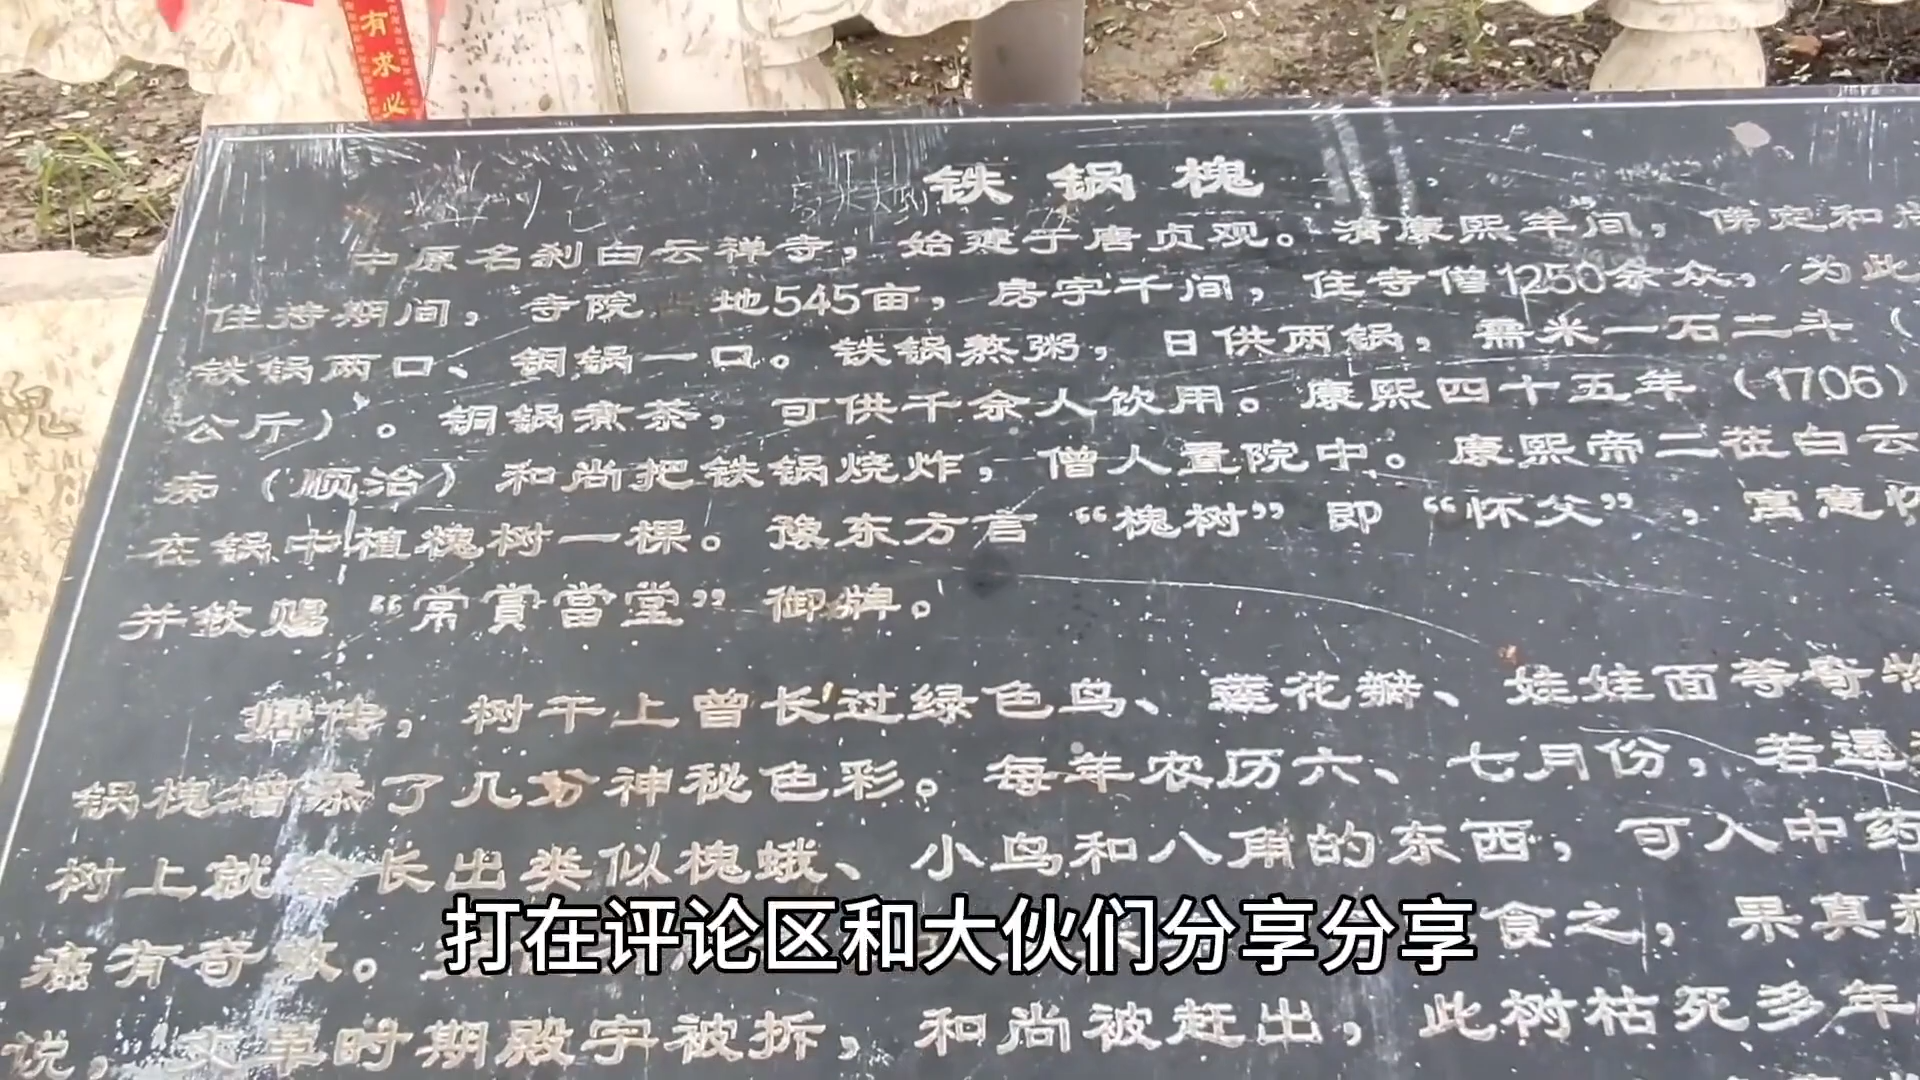 有求必
铁锅槐
中原名刹白云禅寺，始建于唐贞观。清康熙年间，佛定和尚
住持期间，寺院 地545亩，房宇千间，住寺僧1250余众，为此
铁锅两口、铜锅一口。铁锅熬粥，日供两锅，需米一石二斗（
公斤）。铜锅煮茶，可供千余人饮用。康熙四十五年（1706）
痴（顺治）和尚把铁锅烧炸，僧人置院中。康熙帝二莅白云
在锅中植槐树一棵。豫东方言“槐树”即“怀父”，寓意怀
并钦赐“常賞當堂”御牌。
据传，树干上曾长过绿色鸟、莲花瓣、娃娃面等奇物
锅槐增添了几分神秘色彩。每年农历六、七月份，若逢
树上就会长出类似槐蛾、小鸟和八角的东西，可入中药
癌有奇效。 食之，果真
说，文革时期殿宇被拆，和尚被赶出，此树枯死多年
槐
打在评论区和大伙们分享分享